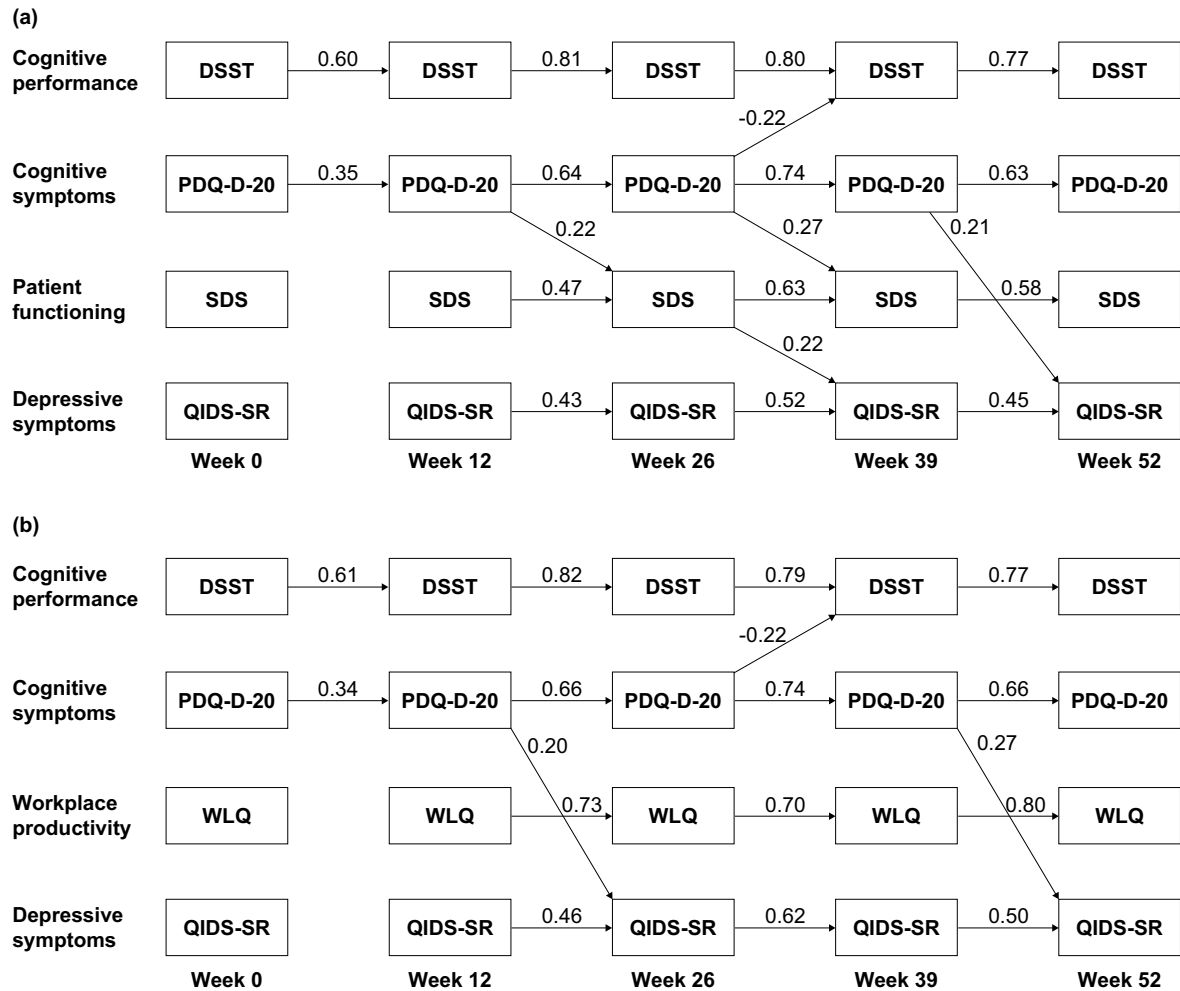 (a)
Cognitive
performance
DSST 0.60 DSST 0.81 DSST 0.80 DSST 0.77 DSST
-0.22
Cognitive
symptoms
PDQ-D-20 0.35 PDQ-D-20 0.64 PDQ-D-20 0.74 PDQ-D-20 0.63 PDQ-D-20
0.22 0.27 0.21
Patient
functioning
SDS SDS 0.47 SDS 0.63 SDS 0.58 SDS
0.22
Depressive
symptoms
QIDS-SR QIDS-SR 0.43 QIDS-SR 0.52 QIDS-SR 0.45 QIDS-SR
Week 0 Week 12 Week 26 Week 39 Week 52
(b)
Cognitive
performance
DSST 0.61 DSST 0.82 DSST 0.79 DSST 0.77 DSST
-0.22
Cognitive
symptoms
PDQ-D-20 0.34 PDQ-D-20 0.66 PDQ-D-20 0.74 PDQ-D-20 0.66 PDQ-D-20
0.20 0.27
Workplace
productivity
WLQ WLQ 0.73 WLQ 0.70 WLQ 0.80 WLQ
Depressive
symptoms
QIDS-SR QIDS-SR 0.46 QIDS-SR 0.62 QIDS-SR 0.50 QIDS-SR
Week 0 Week 12 Week 26 Week 39 Week 52